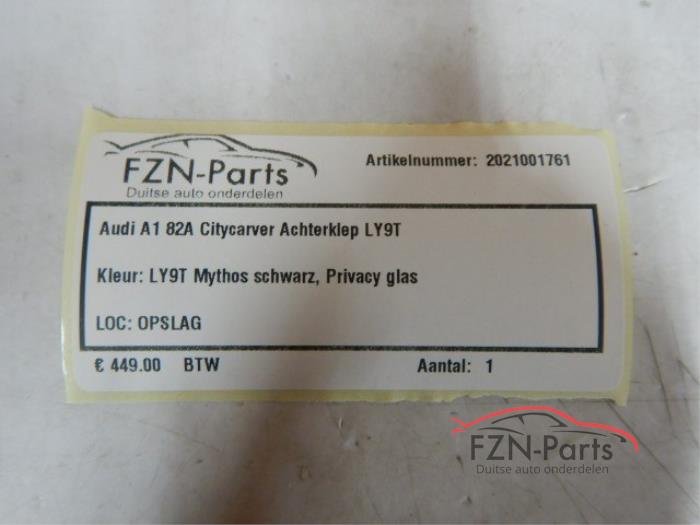 FZN-Parts
Duitse auto onderdelen
Artikelnummer: 2021001761
Audi A1 82A Citycarver Achterklep LY9T
Kleur: LY9T Mythos schwarz, Privacy glas
LOC: OPSLAG
€ 449.00 BTW Aantal: 1
FZN-Parts
Duitse auto onderdelen